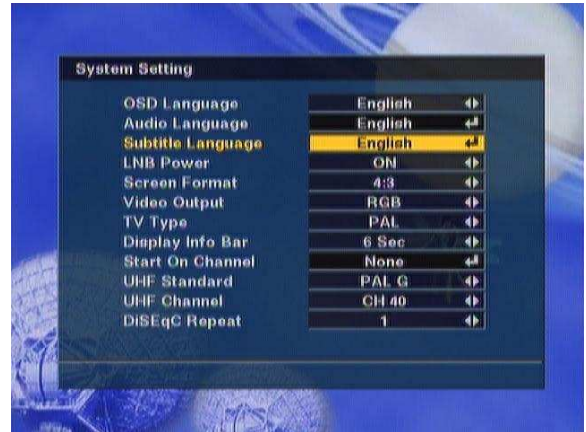 System Setting
OSD Language English
Audio Language English
Subtitle Language English
LNB Power ON
Screen Format 4:3
Video Output RGB
TV Type PAL
Display Info Bar 6 Sec
Start On Channel None
UHF Standard PAL G
UHF Channel CH 40
DiSEqC Repeat 1